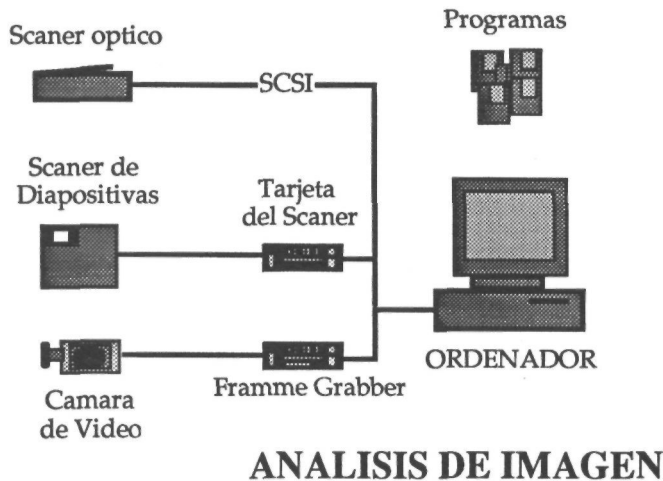 Programas
Scaner optico
SCSI
Scaner de
Diapositivas
Tarjeta
del Scaner
ORDENADOR
Framme Grabber
Camara
de Video
ANALISIS DE IMAGEN